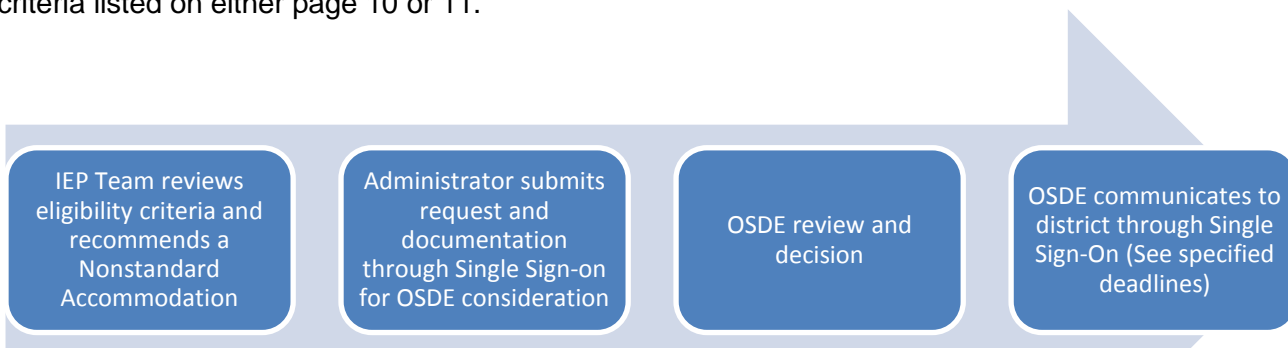 criteria listed on either page 10 or 11.
IEP Team reviews
eligibility criteria and
recommends a
Nonstandard
Accommodation
Administrator submits
request and
documentation
through Single Sign-on
for OSDE consideration
OSDE review and
decision
OSDE communicates to
district through Single
Sign-On (See specified
deadlines)